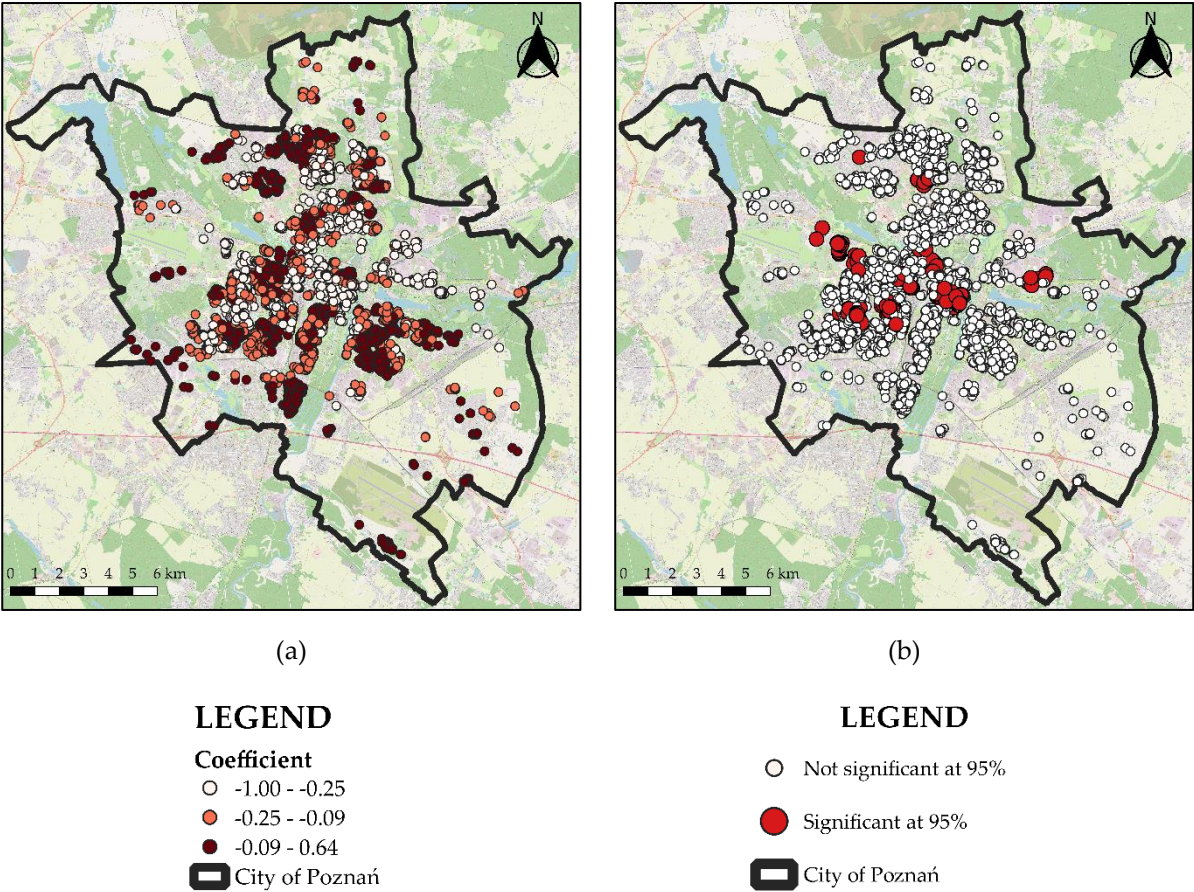 N
N
0 1 2 3 4 5 6 km
0 1 2 3 4 5 6 km
(a)
(b)
LEGEND
Coefficient
-1.00 - -0.25
-0.25 - -0.09
-0.09 - 0.64
City of Poznań
LEGEND
Not significant at 95%
Significant at 95%
City of Poznań